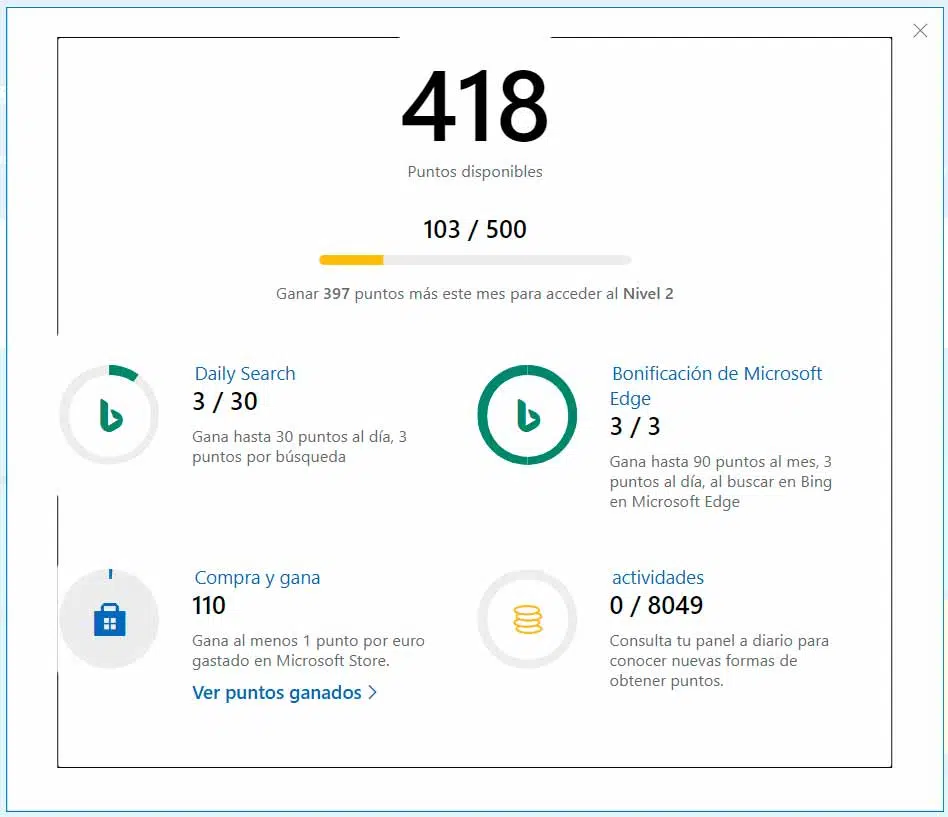 418
Puntos disponibles
103 / 500
Ganar 397 puntos más este mes para acceder al Nivel 2
Daily Search
3 / 30
Gana hasta 30 puntos al día, 3
puntos por búsqueda
Bonificación de Microsoft
Edge
3 / 3
Gana hasta 90 puntos al mes, 3
puntos al día, al buscar en Bing
en Microsoft Edge
Compra y gana
110
Gana al menos 1 punto por euro
gastado en Microsoft Store.
Ver puntos ganados
actividades
0 / 8049
Consulta tu panel a diario para
conocer nuevas formas de
obtener puntos.